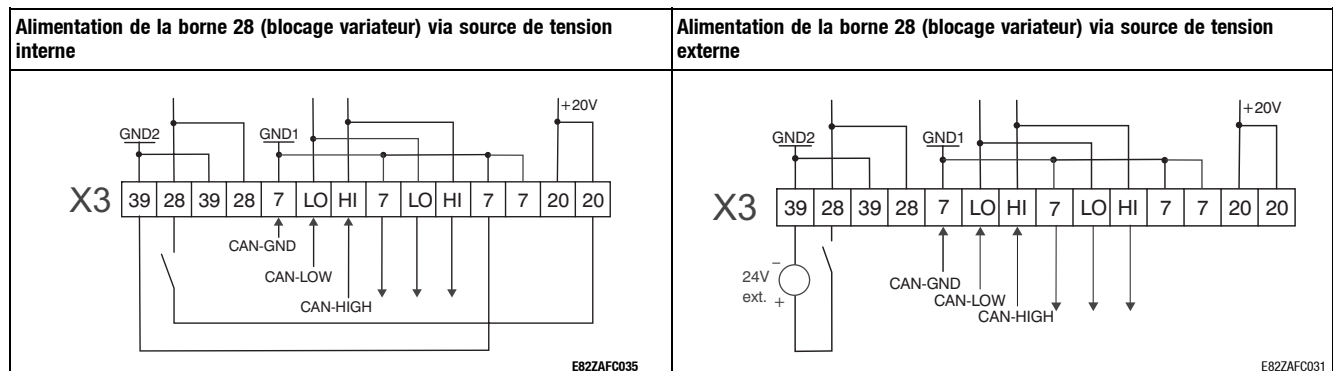 Alimentation de la borne 28 (blocage variateur) via source de tension
interne
+20V
GND2
GND1
X3 39 28 39 28 7 LO HI 7 LO HI 7 7 20 20
CAN-GND
CAN-LOW
CAN-HIGH
E82ZAFC035
Alimentation de la borne 28 (blocage variateur) via source de tension
externe
+20V
GND2
GND1
X3 39 28 39 28 7 LO HI 7 LO HI 7 7 20 20
24V
ext.
−
+
CAN-GND
CAN-LOW
CAN-HIGH
E82ZAFC031